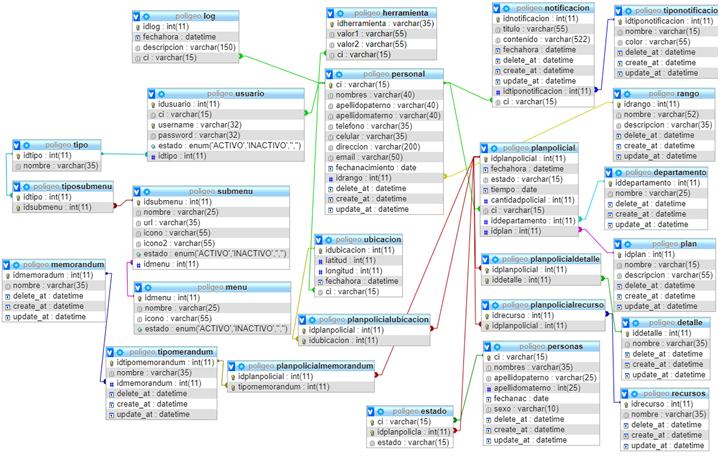 poligeo log
idlog : int(11)
fechahora : datetime
descripcion : varchar(150)
ci : varchar(15)
poligeo herramienta
idherramienta : varchar(35)
valor1 : varchar(55)
valor2 : varchar(55)
ci : varchar(15)
poligeo notificacion
idnotificacion : int(11)
titulo : varchar(55)
contenido : varchar(522)
fechahora : datetime
delete_at : datetime
create_at : datetime
update_at : datetime
idtiponotificacion : int(11)
ci : varchar(15)
poligeo tiponotificacion
idtiponotificacion : int(11)
nombre : varchar(15)
color : varchar(55)
delete_at : datetime
create_at : datetime
update_at : datetime
poligeo usuario
idusuario : int(11)
ci : varchar(15)
username : varchar(32)
password : varchar(32)
estado : enum('ACTIVO','INACTIVO','','')
idtipo : int(11)
poligeo personal
ci : varchar(15)
nombres : varchar(40)
apellidopaterno : varchar(40)
apellidomaterno : varchar(40)
telefono : varchar(35)
celular : varchar(35)
direccion : varchar(200)
email : varchar(50)
fechanacimiento : date
idrango : int(11)
delete_at : datetime
create_at : datetime
update_at : datetime
poligeo rango
idrango : int(11)
nombre : varchar(52)
descripcion : varchar(35)
delete_at : datetime
create_at : datetime
update_at : datetime
poligeo tipo
idtipo : int(11)
nombre : varchar(35)
poligeo planpolicial
idplanpolicial : int(11)
fechahora : datetime
estado : varchar(15)
tiempo : date
cantidadpolicial : int(11)
ci : varchar(15)
iddepartamento : int(11)
idplan : int(11)
poligeo departamento
iddepartamento : int(11)
nombre : varchar(25)
delete_at : datetime
create_at : datetime
update_at : datetime
poligeo tiposubmenu
idtipo : int(11)
idsubmenu : int(11)
poligeo submenu
idsubmenu : int(11)
nombre : varchar(25)
url : varchar(35)
icono : varchar(55)
icono2 : varchar(55)
estado : enum('ACTIVO','INACTIVO','','')
idmenu : int(11)
poligeo ubicacion
idubicacion : int(11)
latitud : int(11)
longitud : int(11)
fechahora : datetime
ci : varchar(15)
poligeo plan
idplan : int(11)
nombre : varchar(15)
descripcion : varchar(55)
delete_at : datetime
create_at : datetime
update_at : datetime
poligeo planpolicialdetalle
idplanpolicial : int(11)
iddetalle : int(11)
poligeo memorandum
idmemoradum : int(11)
nombre : varchar(35)
delete_at : datetime
create_at : datetime
update_at : datetime
poligeo menu
idmenu : int(11)
nombre : varchar(25)
icono : varchar(55)
estado : enum('ACTIVO','INACTIVO','','')
poligeo planpolicialubicacion
idplanpolicial : int(11)
idubicacion : int(11)
poligeo planpolicialrecurso
idrecurso : int(11)
idplanpolicial : int(11)
poligeo detalle
iddetalle : int(11)
nombre : varchar(35)
delete_at : datetime
create_at : datetime
update_at : datetime
poligeo tipomerandum
idtipomemorandum : int(11)
nombre : varchar(35)
idmemorandum : int(11)
delete_at : datetime
create_at : datetime
update_at : datetime
poligeo planpolicialmemorandum
idplanpolicial : int(11)
tipomemorandum : int(11)
poligeo personas
ci : varchar(15)
nombres : varchar(35)
apellidopaterno : varchar(25)
apellidomaterno : int(25)
fechanac : date
sexo : varchar(10)
delete_at : datetime
create_at : datetime
update_at : datetime
poligeo recursos
idrecurso : int(11)
nombre : varchar(35)
delete_at : datetime
create_at : datetime
update_at : datetime
poligeo estado
ci : varchar(15)
idplanpolicia : int(11)
estado : varchar(15)